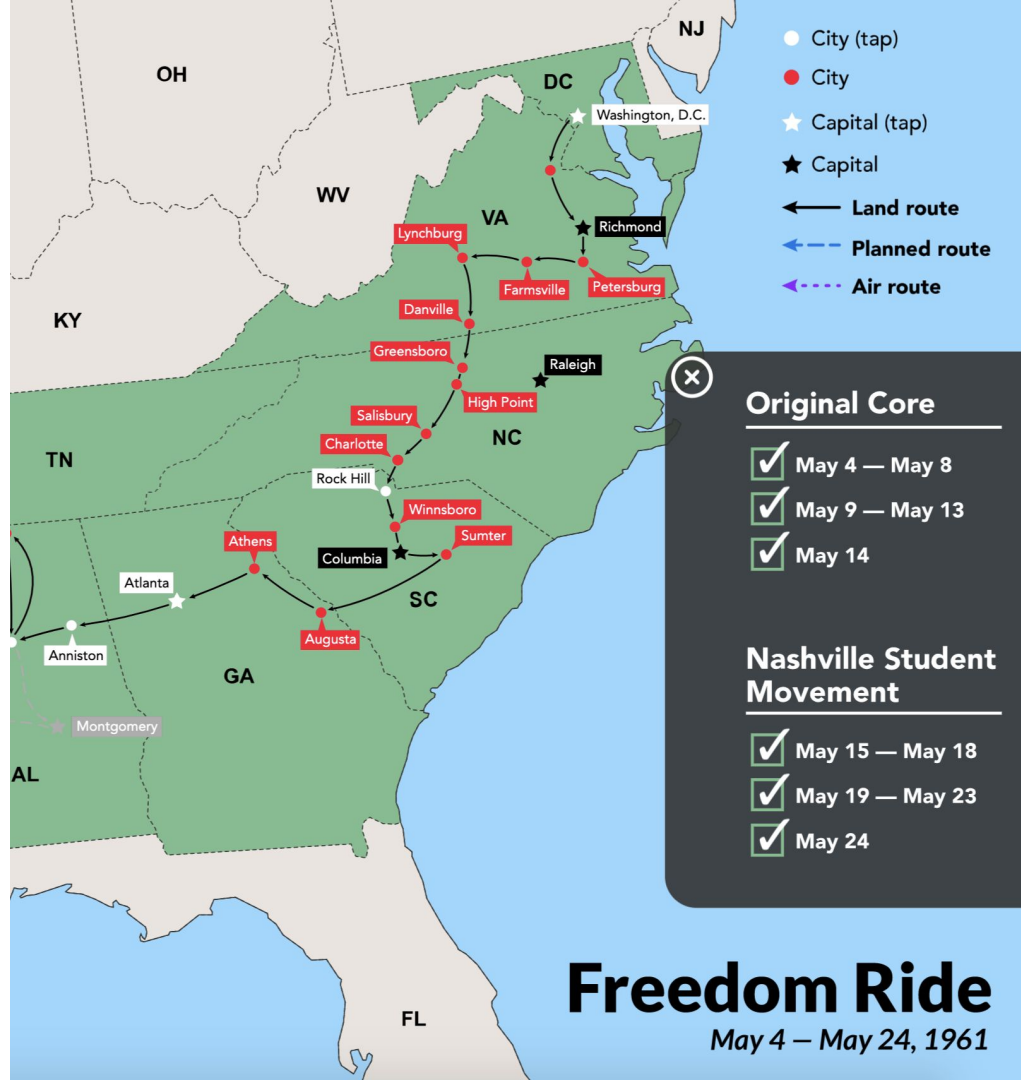 NJ
OH
DC
Washington, D.C.
WV
VA
Richmond
Lynchburg
Farmsville
Petersburg
KY
Danville
Greensboro
Raleigh
High Point
Salisbury
NC
Charlotte
TN
Rock Hill
Winnsboro
Sumter
Athens
Columbia
Atlanta
SC
Augusta
Anniston
GA
Montgomery
AL
FL
City (tap)
City
Capital (tap)
Capital
Land route
Planned route
Air route
Original Core
May 4 — May 8
May 9 — May 13
May 14
Nashville Student
Movement
May 15 — May 18
May 19 — May 23
May 24
Freedom Ride
May 4 — May 24, 1961